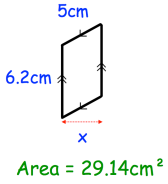 5cm
6.2cm
x
Area = 29.14cm²